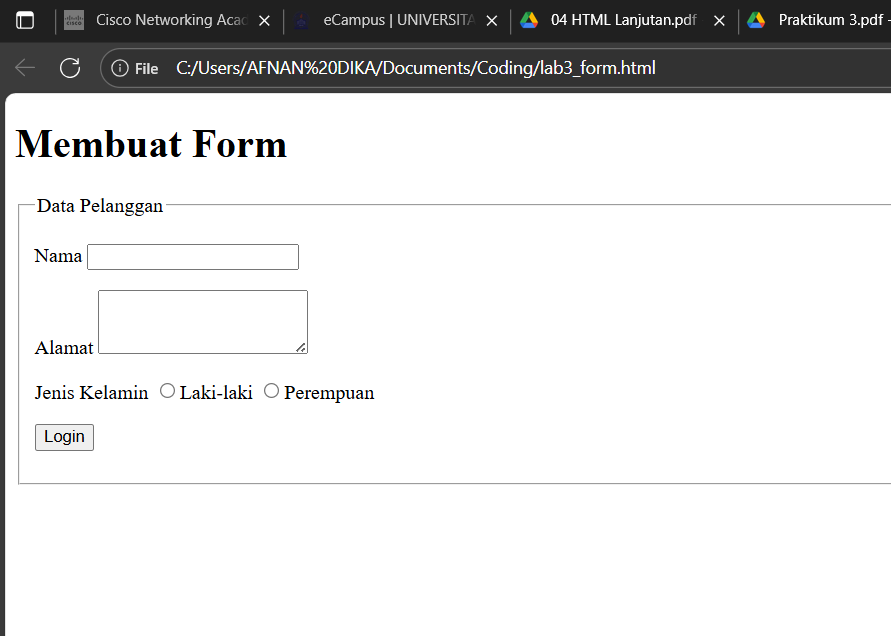 Cisco Networking Acad
eCampus | UNIVERSITA
04 HTML Lanjutan.pdf
Praktikum 3.pdf -
File
C:/Users/AFNAN%20DIKA/Documents/Coding/lab3_form.html
Membuat Form
Data Pelanggan
Nama
Alamat
Jenis Kelamin Laki-laki Perempuan
Login